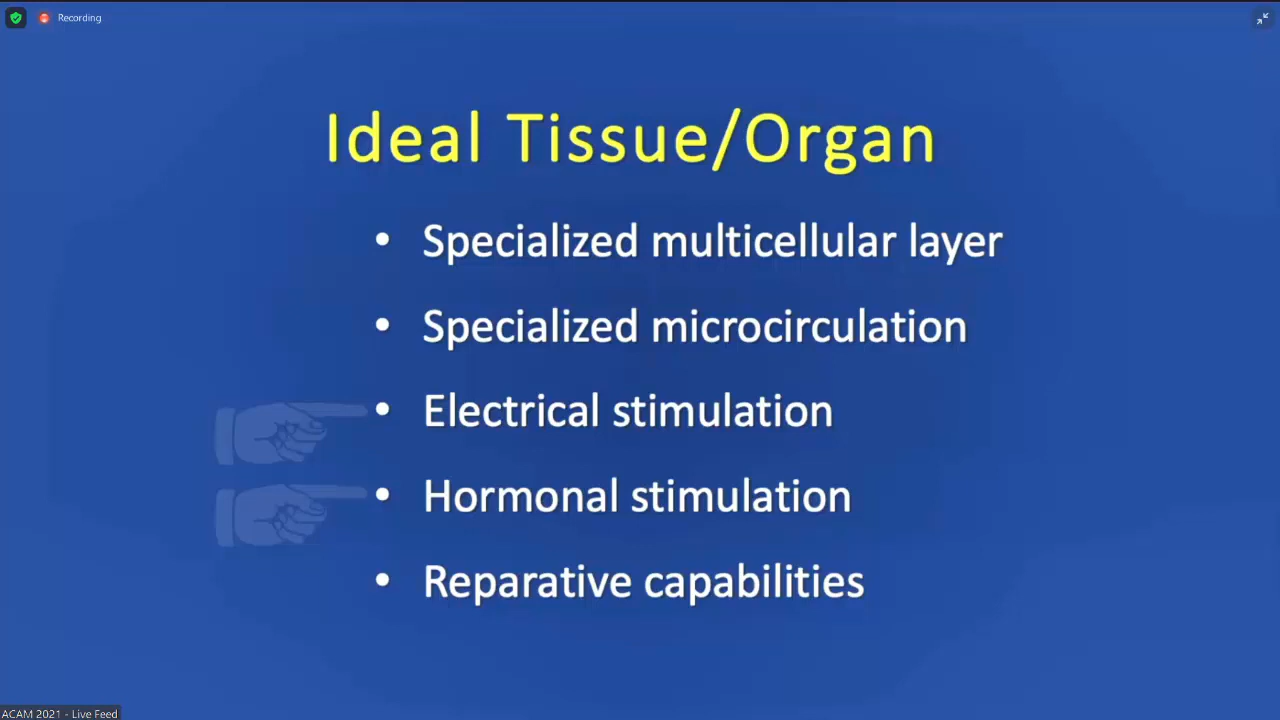 Recording
Ideal Tissue/Organ
• Specialized multicellular layer
• Specialized microcirculation
• Electrical stimulation
• Hormonal stimulation
• Reparative capabilities
ACAM 2021 - Live Feed